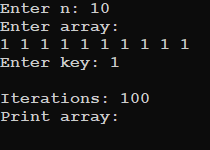 Enter n: 10
Enter array:
1 1 1 1 1 1 1 1 1 1
Enter key: 1
Iterations: 100
Print array: